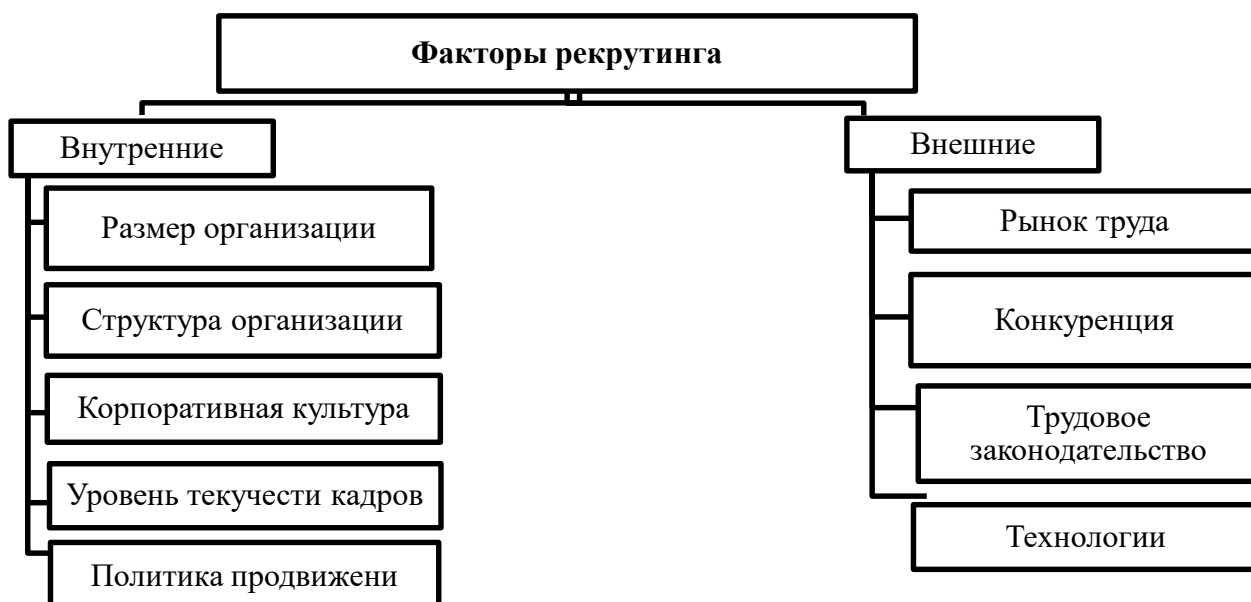 Факторы рекрутинга
Внутренние
Размер организации
Структура организации
Корпоративная культура
Уровень текучести кадров
Политика продвижени
Внешние
Рынок труда
Конкуренция
Трудовое
законодательство
Технологии